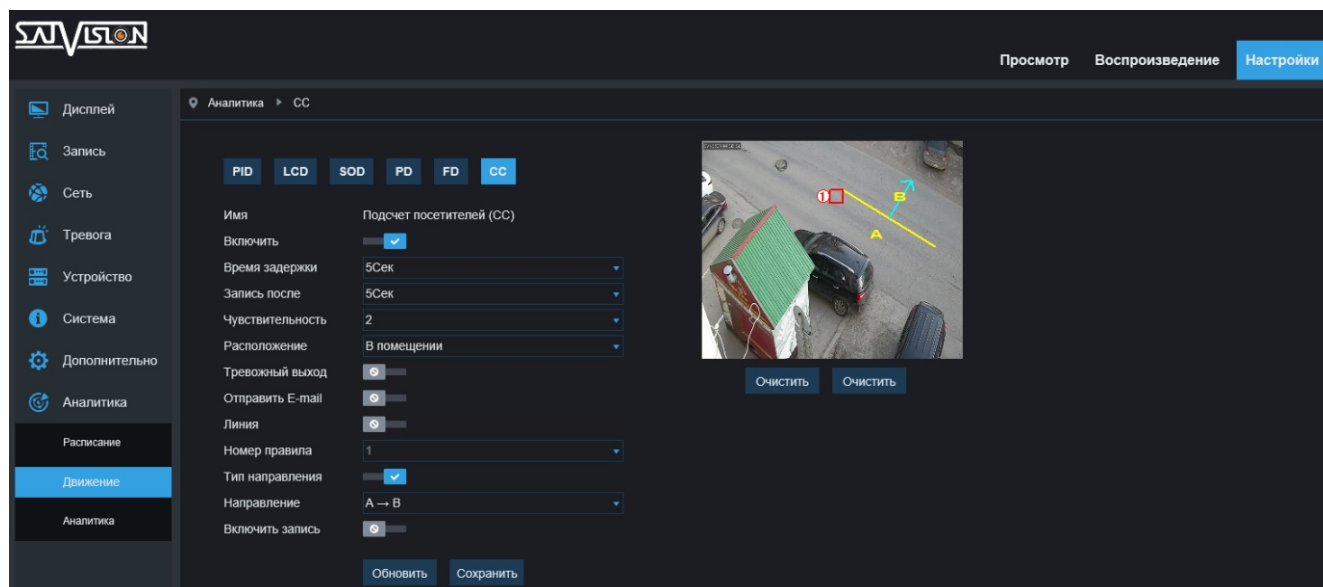 SATVISION
Просмотр Воспроизведение Настройки
Дисплей
Запись
Сеть
Тревога
Устройство
Система
Дополнительно
Аналитика
Расписание
Движение
Аналитика
Аналитика CC
PID LCD SOD PD FD CC
Имя Подсчет посетителей (CC)
Включить
Время задержки 5Сек
Запись после 5Сек
Чувствительность 2
Расположение В помещении
Тревожный выход
Отправить E-mail
Линия
Номер правила 1
Тип направления
Направление A → B
Включить запись
Обновить Сохранить
1
B
A
Очистить Очистить